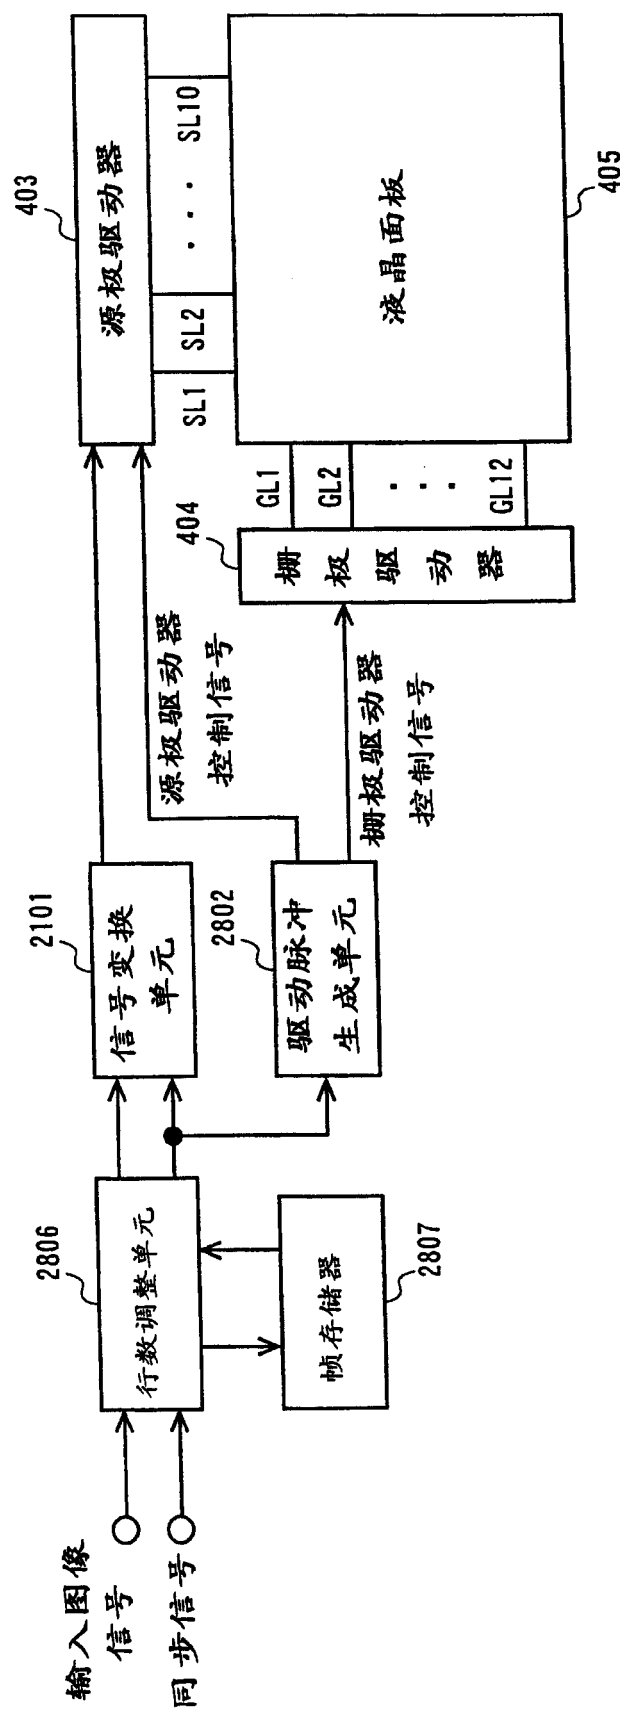 输入图像
信号
同步信号
2806
行数调整单元
帧存储器
2807
2101
信号变换
单元
2802
驱动脉冲
生成单元
源极驱动器
控制信号
栅极驱动器
控制信号
403
源极驱动器
404
栅极驱动器
SL1
SL2
· · ·
SL10
GL1
GL2
· · ·
GL12
液晶面板
405